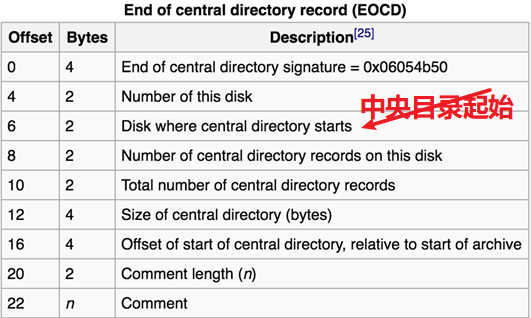 End of central directory record (EOCD)
Offset Bytes Description[25]
0 4 End of central directory signature = 0x06054b50
4 2 Number of this disk
中央目录起始
6 2 Disk where central directory starts
8 2 Number of central directory records on this disk
10 2 Total number of central directory records
12 4 Size of central directory (bytes)
16 4 Offset of start of central directory, relative to start of archive
20 2 Comment length (n)
22 n Comment